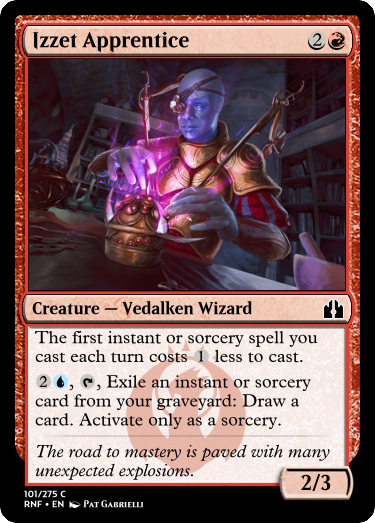 Izzet Apprentice 2
Creature — Vedalken Wizard
The first instant or sorcery spell you
cast each turn costs 1 less to cast.
2, , Exile an instant or sorcery
card from your graveyard: Draw a
card. Activate only as a sorcery.
The road to mastery is paved with many
unexpected explosions.
2/3
101/275 C
RNF • EN Pat Gabrielli